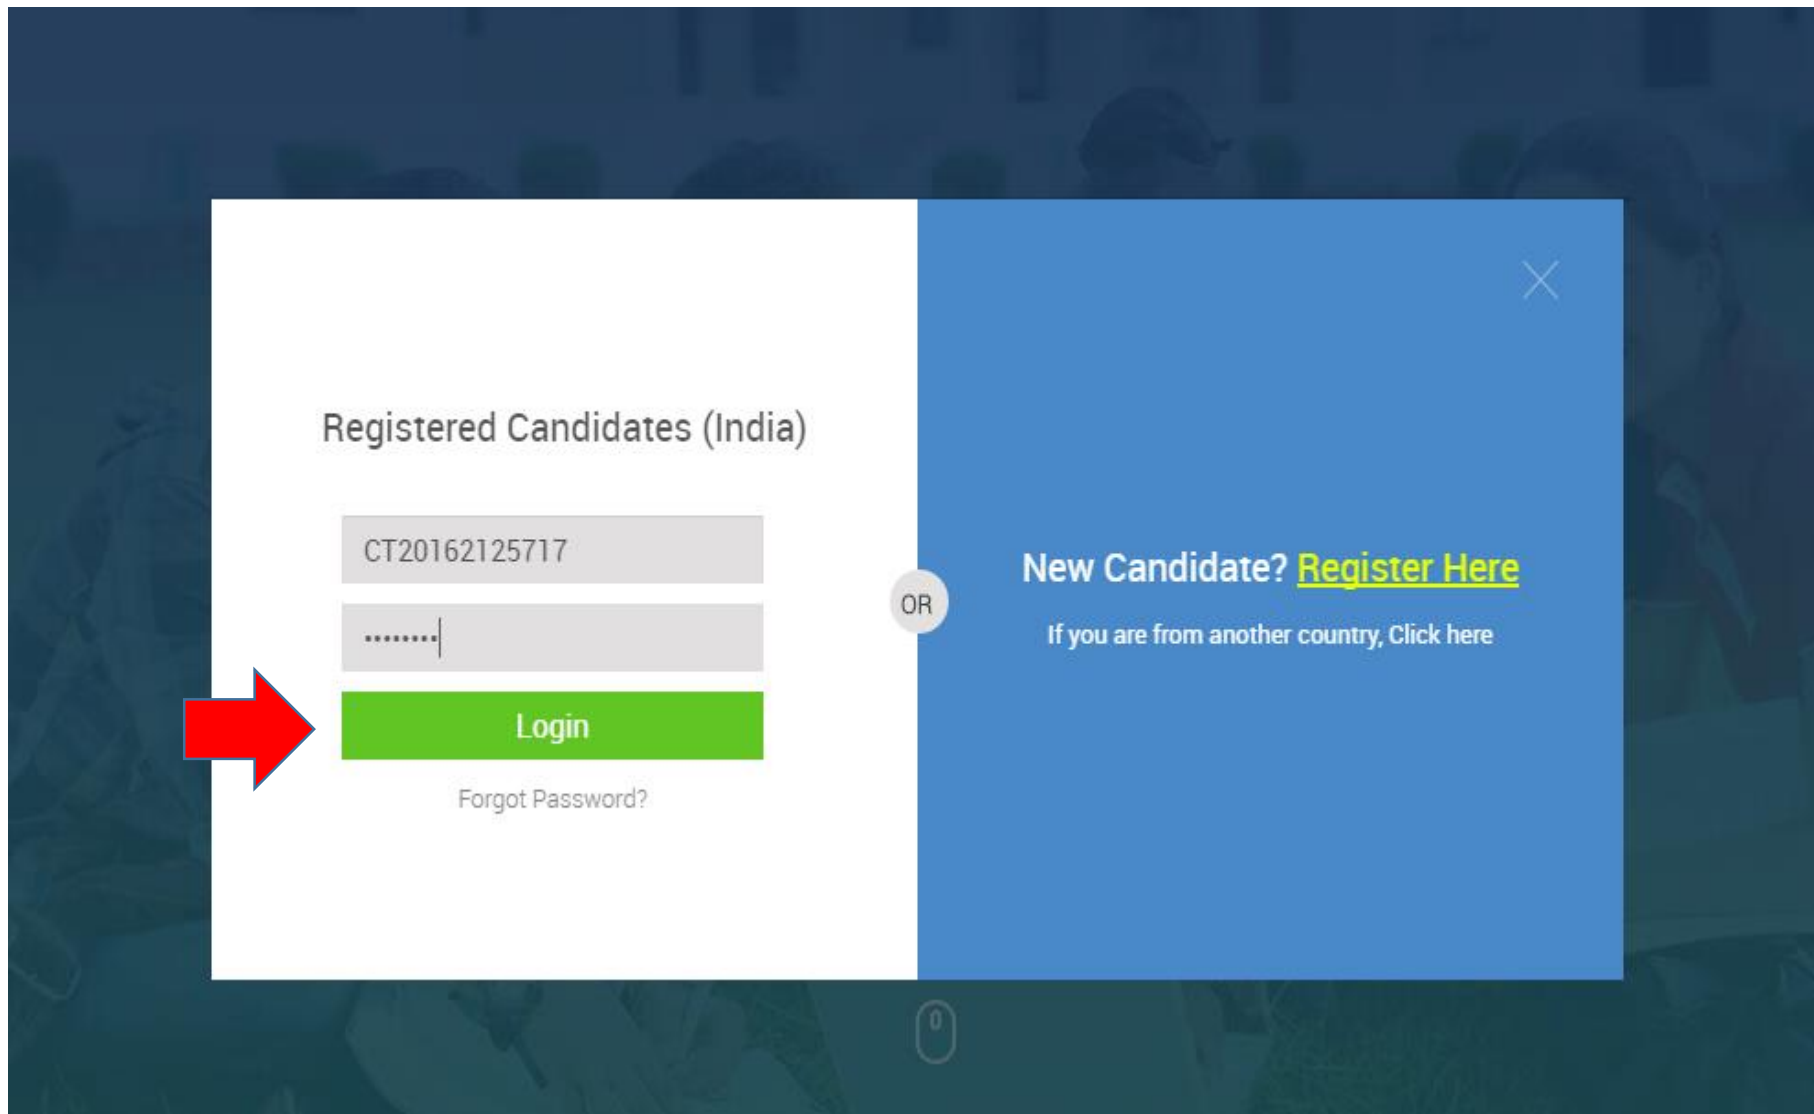 Registered Candidates (India)
CT20162125717
••••••••
Login
Forgot Password?
OR
New Candidate? Register Here
If you are from another country, Click here